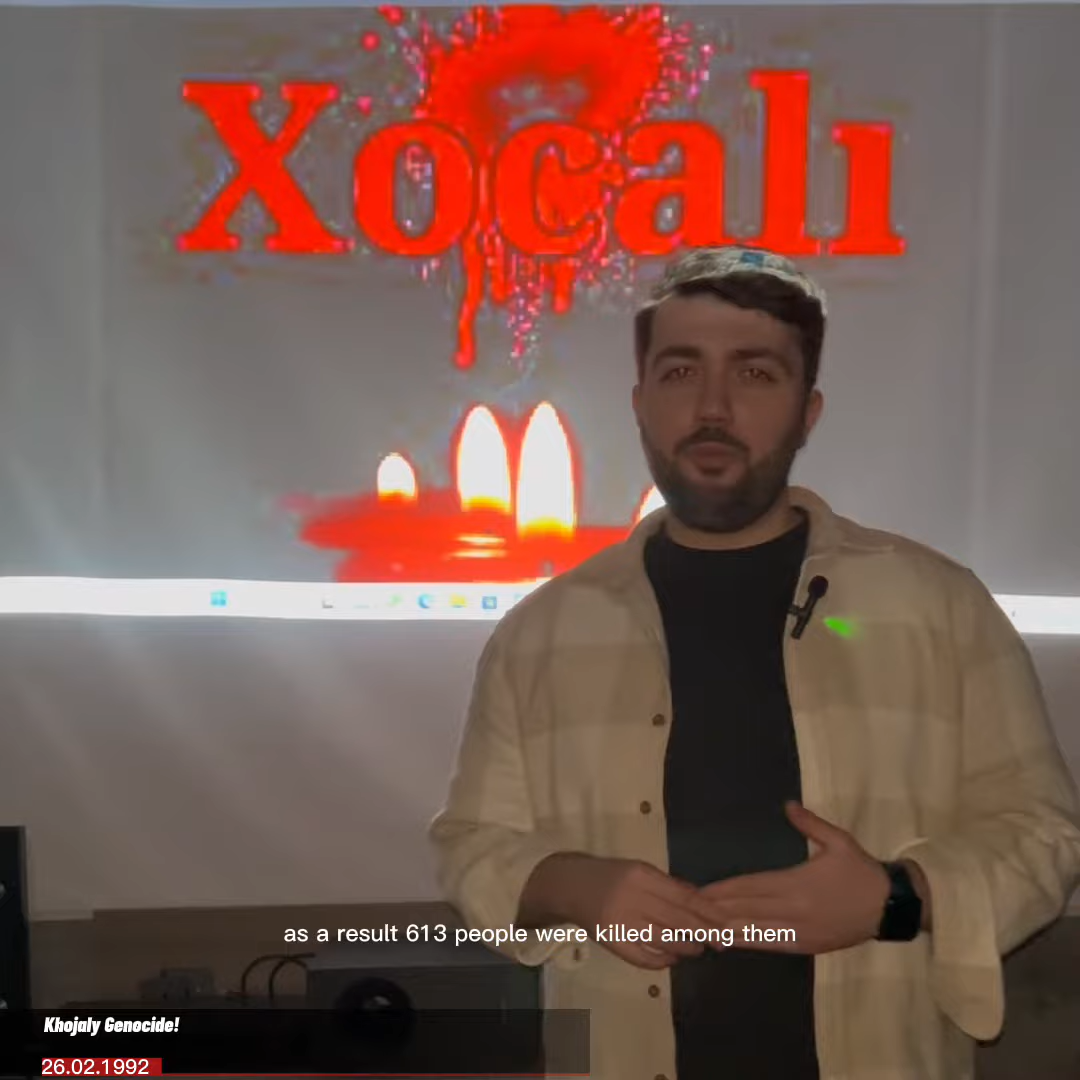 Xocalı
as a result 613 people were killed among them
Khojaly Genocide!
26.02.1992